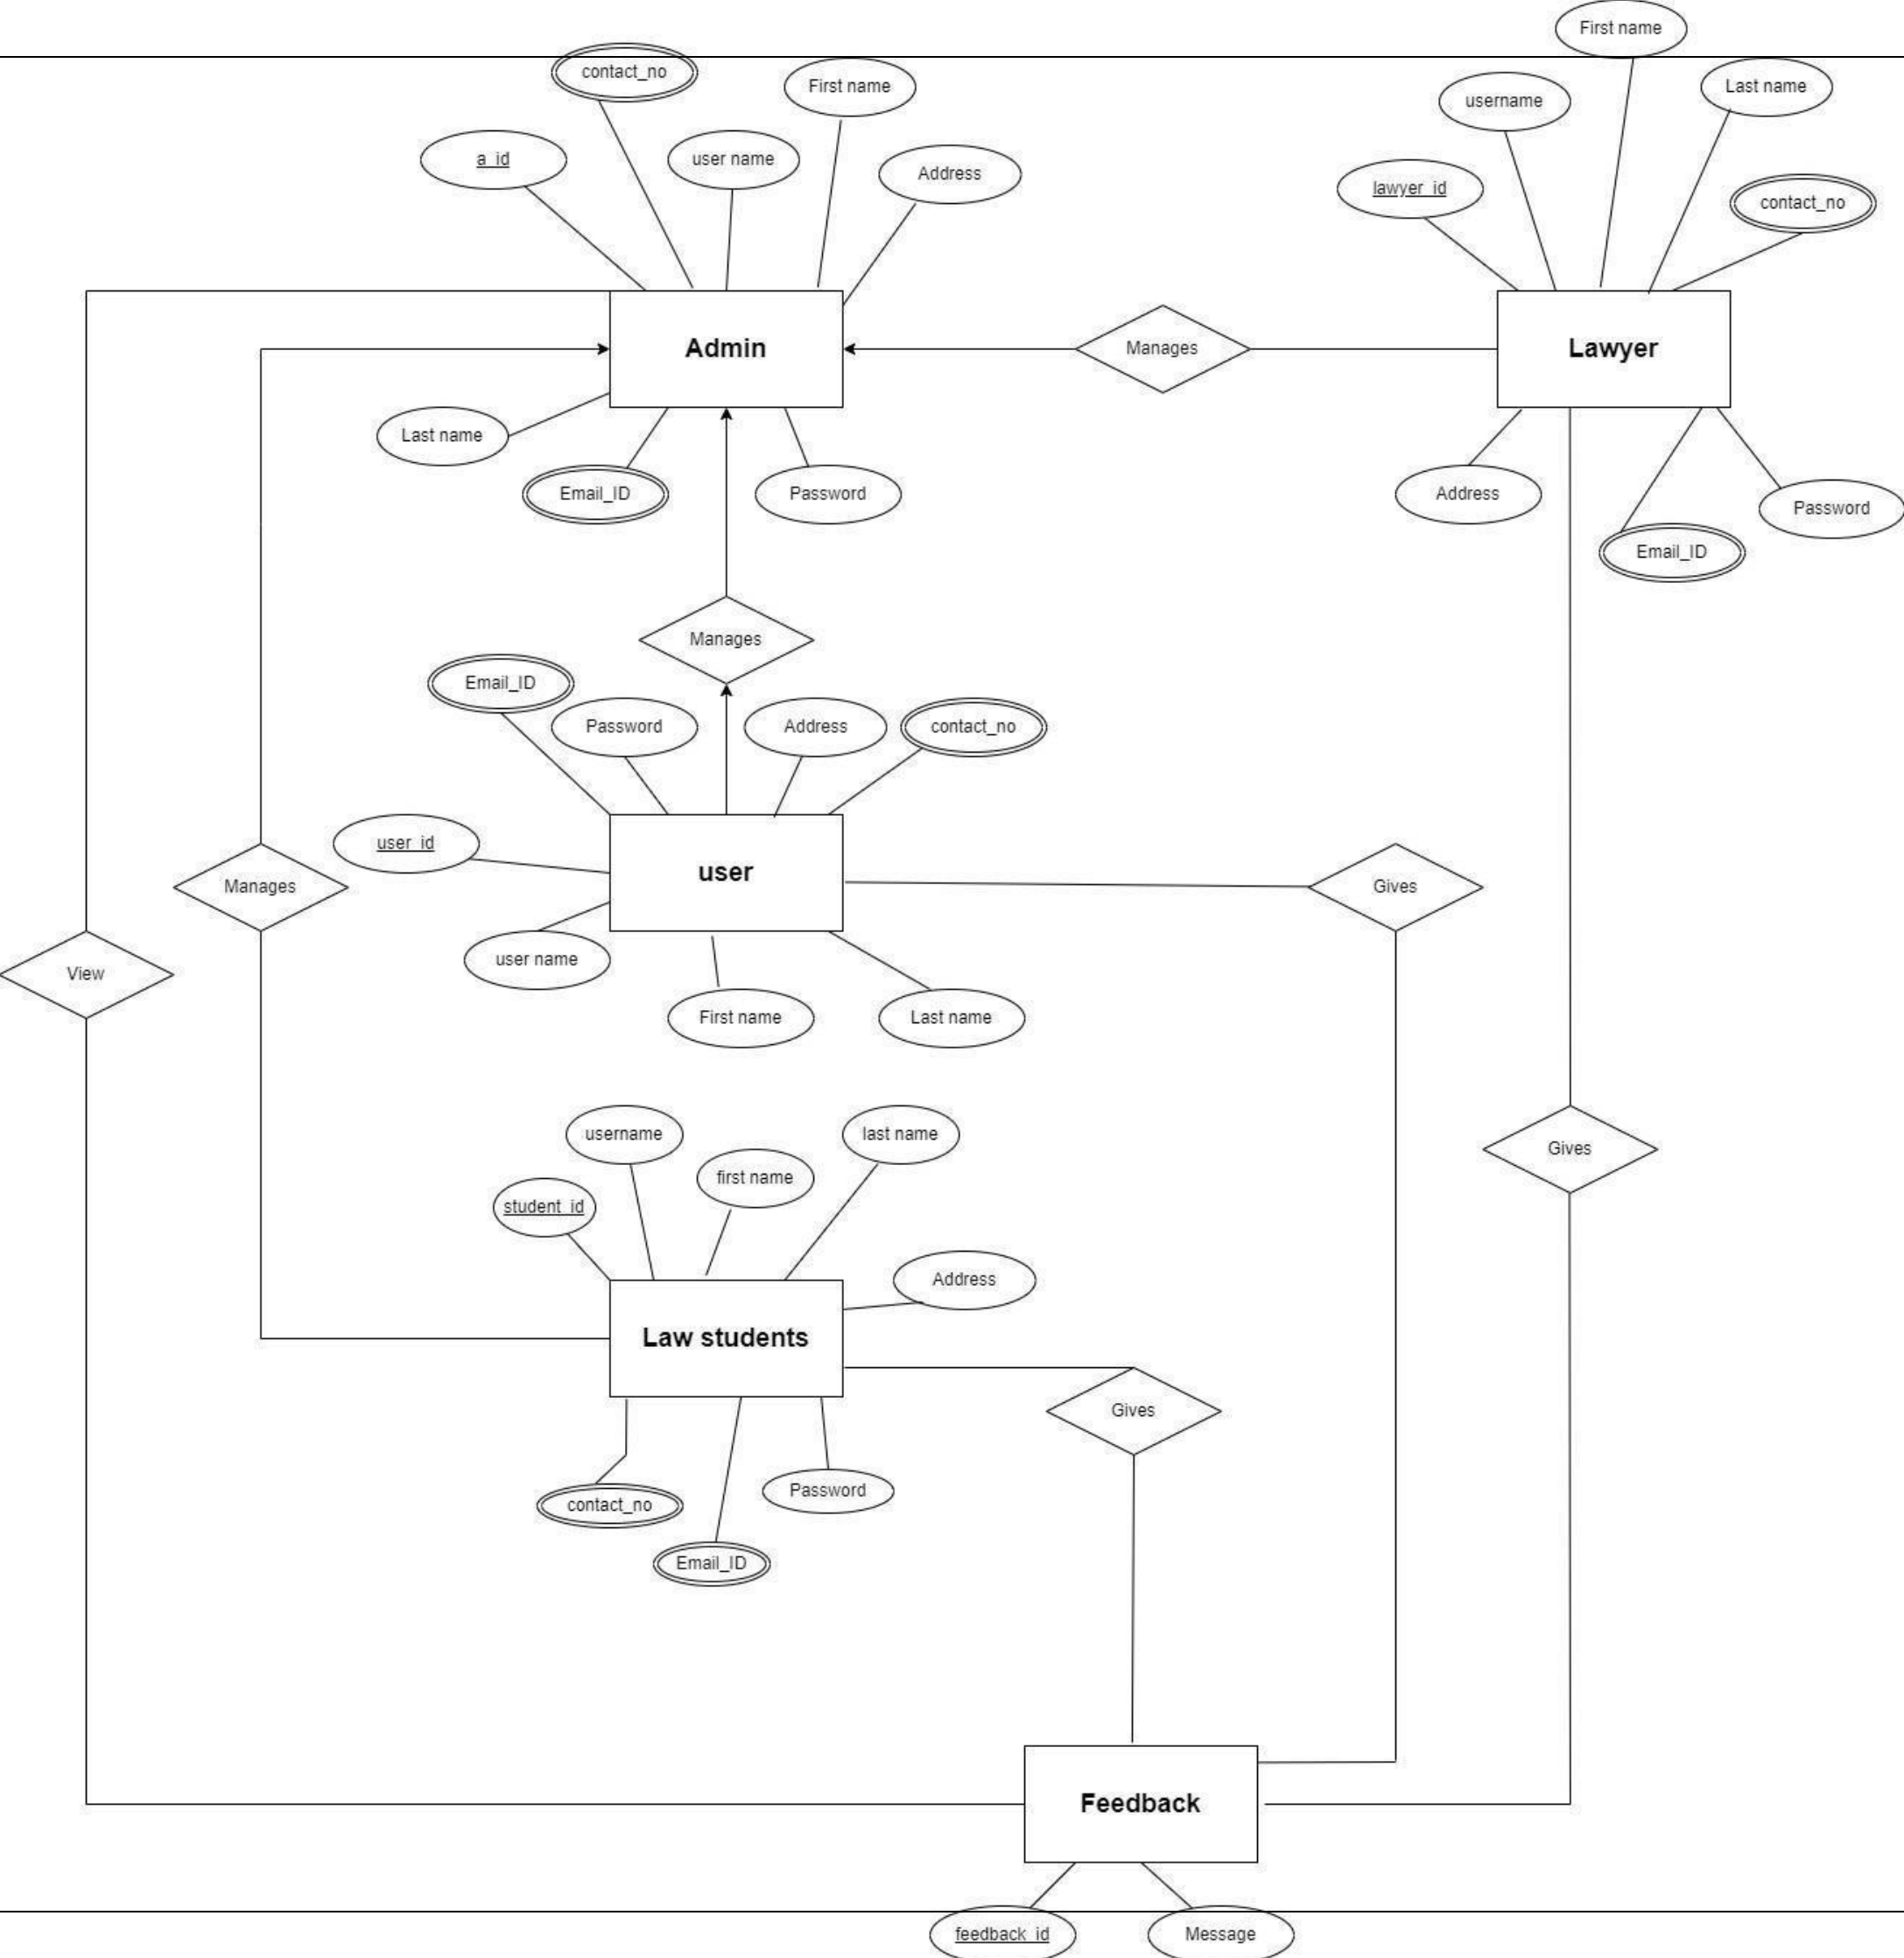 First name
contact_no
First name
Last name
username
user name
a_id
Address
lawyer_id
contact_no
Admin
Manages
Lawyer
Last name
Email_ID
Password
Address
Password
Email_ID
Manages
Email_ID
Password
Address
contact_no
user_id
user
Manages
Gives
user name
View
First name
Last name
username
last name
Gives
first name
student_id
Address
Law students
Gives
Password
contact_no
Email_ID
Feedback
feedback_id
Message